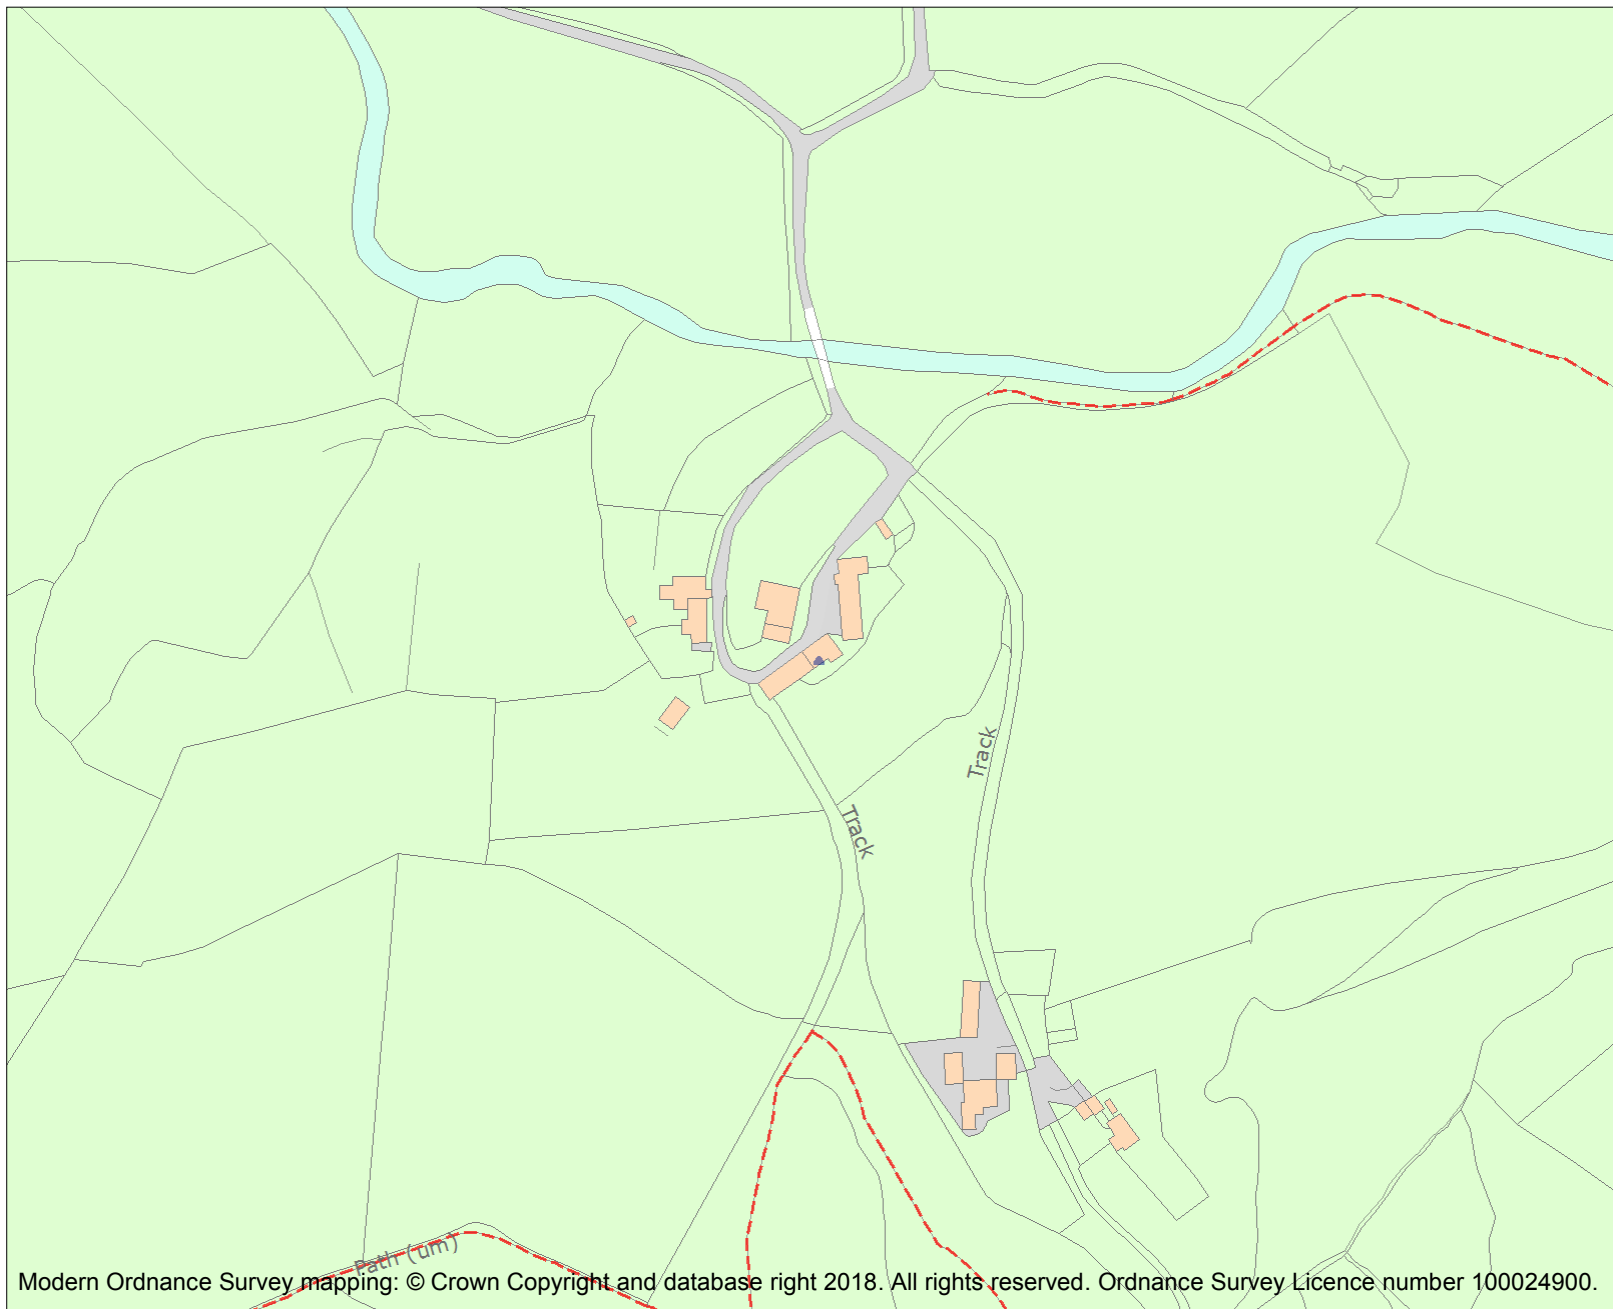 Track
Track
Path (um)
Modern Ordnance Survey mapping: © Crown Copyright and database right 2018. All rights reserved. Ordnance Survey Licence number 100024900.